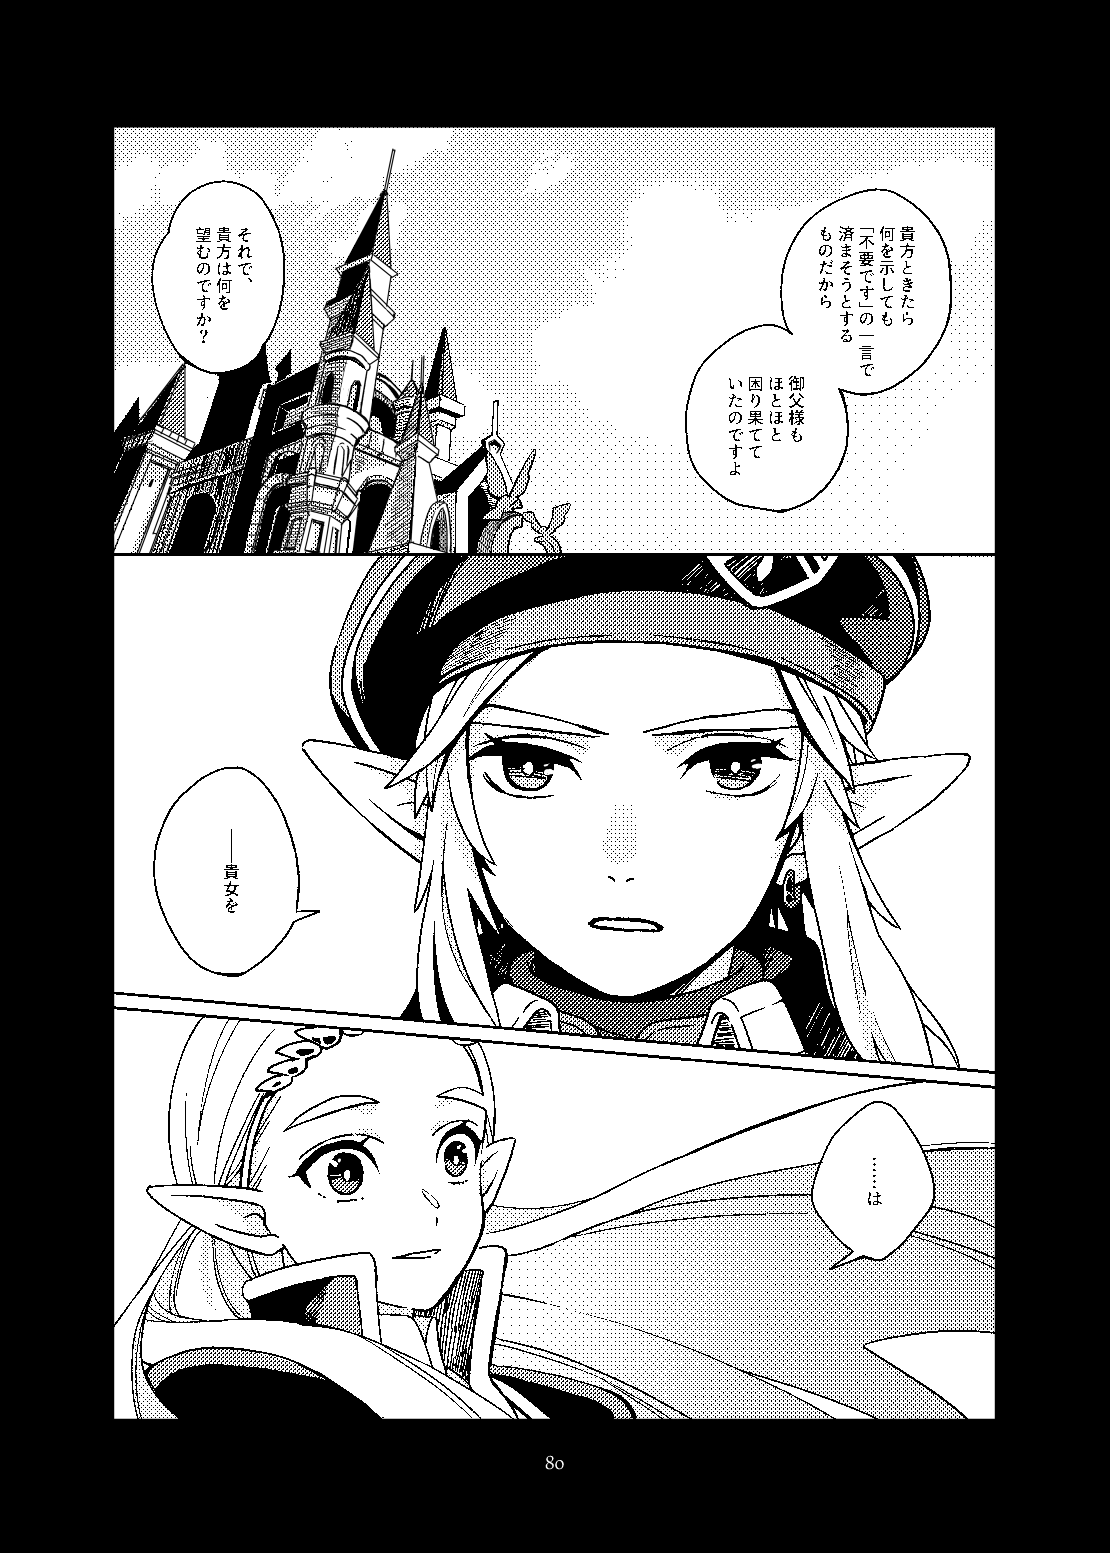 貴方ときたら
何を示しても
「不要です」の一言で
済まそうとする
ものだから
御父様も
ほとほと
困り果てて
いたのですよ
それで、
貴方は何を
望むのですか？
──貴女を
……は
80